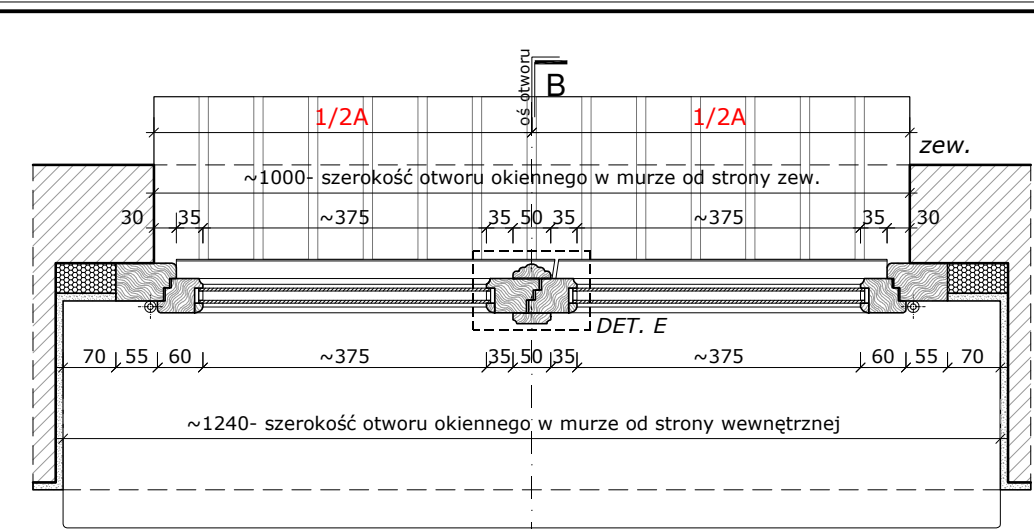 oś otworu
B
1/2A 1/2A
zew.
~1000- szerokość otworu okiennego w murze od strony zew.
30 35 ~375 35 50 35 ~375 35 30
DET. E
70 55 60 ~375 35 50 35 ~375 60 55 70
~1240- szerokość otworu okiennego w murze od strony wewnętrznej